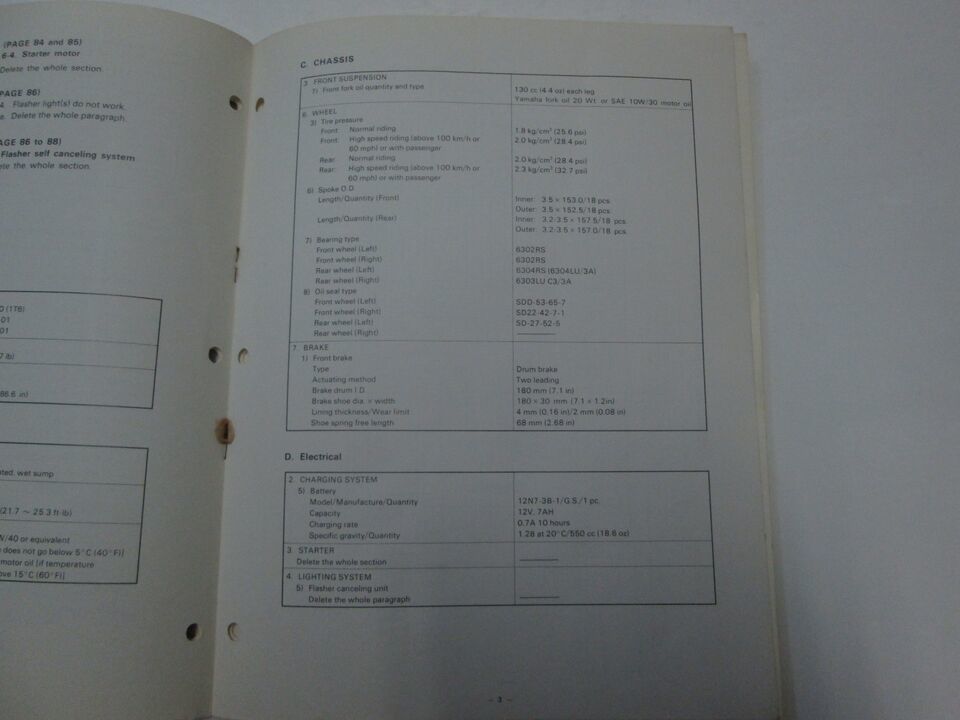 (PAGE 84 and 85)
6-4. Starter motor
Delete the whole section.
PAGE 86)
Flasher light(s) do not work.
Delete the whole paragraph.
AGE 86 to 88)
Flasher self canceling system
ete the whole section.
0 (1T6)
01
01
7 lb)
86.6 in)
ted, wet sump
(21.7 ~ 25.3 ft-lb)
W/40 or equivalent
does not go below 5°C (40°F)]
motor oil [if temperature
ove 15°C (60°F)]
C. CHASSIS
3. FRONT SUSPENSION
7) Front fork oil quantity and type 130 cc (4.4 oz) each leg
Yamaha fork oil 20 Wt. or SAE 10W/30 motor oil
6. WHEEL
3) Tire pressure
Front: Normal riding 1.8 kg/cm² (25.6 psi)
Front: High speed riding (above 100 km/h or 2.0 kg/cm² (28.4 psi)
60 mph) or with passenger
Rear: Normal riding 2.0 kg/cm² (28.4 psi)
Rear: High speed riding (above 100 km/h or 2.3 kg/cm² (32.7 psi)
60 mph) or with passenger
6) Spoke O.D.
Length/Quantity (Front) Inner: 3.5 × 153.0/18 pcs.
Outer: 3.5 × 152.5/18 pcs.
Length/Quantity (Rear) Inner: 3.2-3.5 × 157.5/18 pcs.
Outer: 3.2-3.5 × 157.0/18 pcs.
7) Bearing type
Front wheel (Left) 6302RS
Front wheel (Right) 6302RS
Rear wheel (Left) 6304RS (6304LU/3A)
Rear wheel (Right) 6303LU C3/3A
8) Oil seal type
Front wheel (Left) SDD-53-65-7
Front wheel (Right) SD22-42-7-1
Rear wheel (Left) SD-27-52-5
Rear wheel (Right) ————
7. BRAKE
1) Front brake
Type Drum brake
Actuating method Two leading
Brake drum I.D. 180 mm (7.1 in)
Brake shoe dia. × width 180 × 30 mm (7.1 × 1.2in)
Lining thickness/Wear limit 4 mm (0.16 in)/2 mm (0.08 in)
Shoe spring free length 68 mm (2.68 in)
D. Electrical
2. CHARGING SYSTEM
5) Battery
Model/Manufacture/Quantity 12N7-3B-1/G.S./1 pc.
Capacity 12V, 7AH
Charging rate 0.7A 10 hours
Specific gravity/Quantity 1.28 at 20°C/550 cc (18.6 oz)
3. STARTER
Delete the whole section ————
4. LIGHTING SYSTEM
5) Flasher canceling unit
Delete the whole paragraph ————
- 3 -